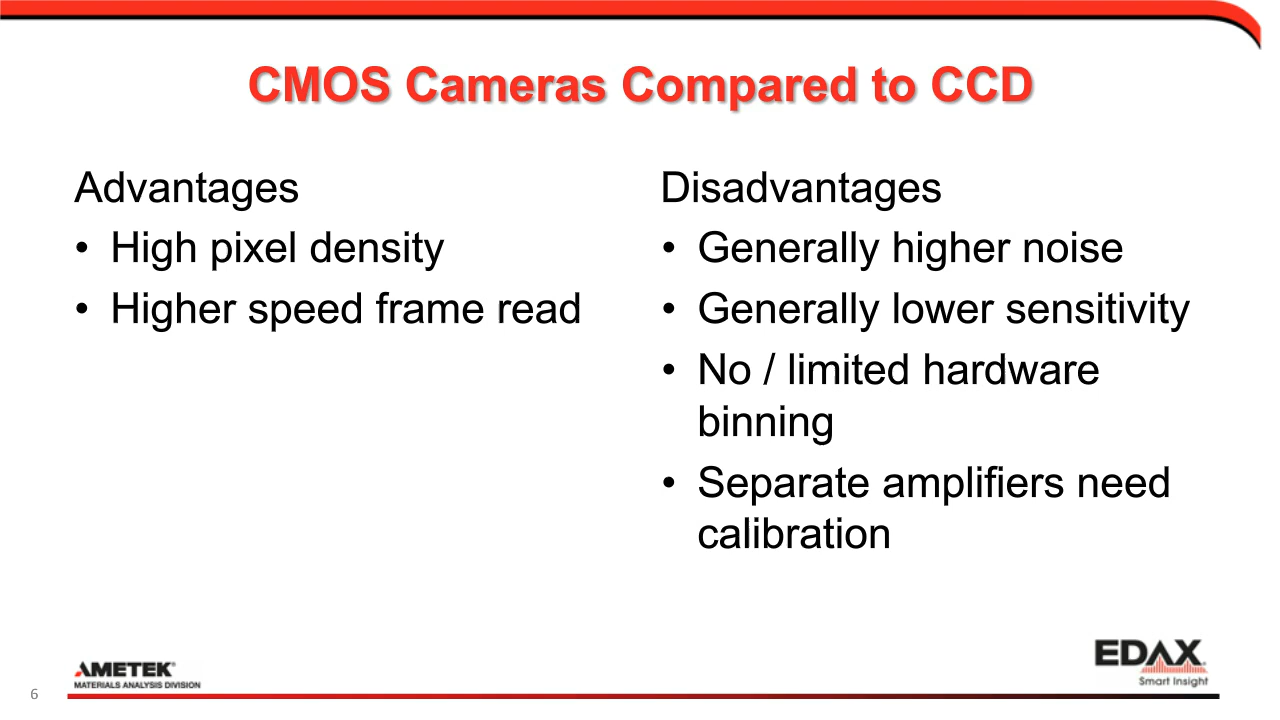 CMOS Cameras Compared to CCD
Advantages
• High pixel density
• Higher speed frame read
Disadvantages
• Generally higher noise
• Generally lower sensitivity
• No / limited hardware
binning
• Separate amplifiers need
calibration
6
AMETEK®
MATERIALS ANALYSIS DIVISION
EDAX
Smart Insight